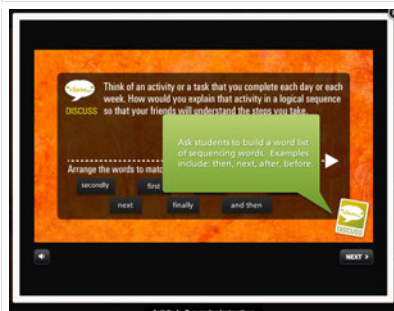 "class..."
DISCUSS
Think of an activity or a task that you complete each day or each
week. How would you explain that activity in a logical sequence
so that your friends will understand the steps you take.
Ask students to build a word list
of sequencing words. Examples
include: then, next, after, before.
Arrange the words to matc
secondly
first
next
finally
and then
"class..."
DISCUSS
NEXT >